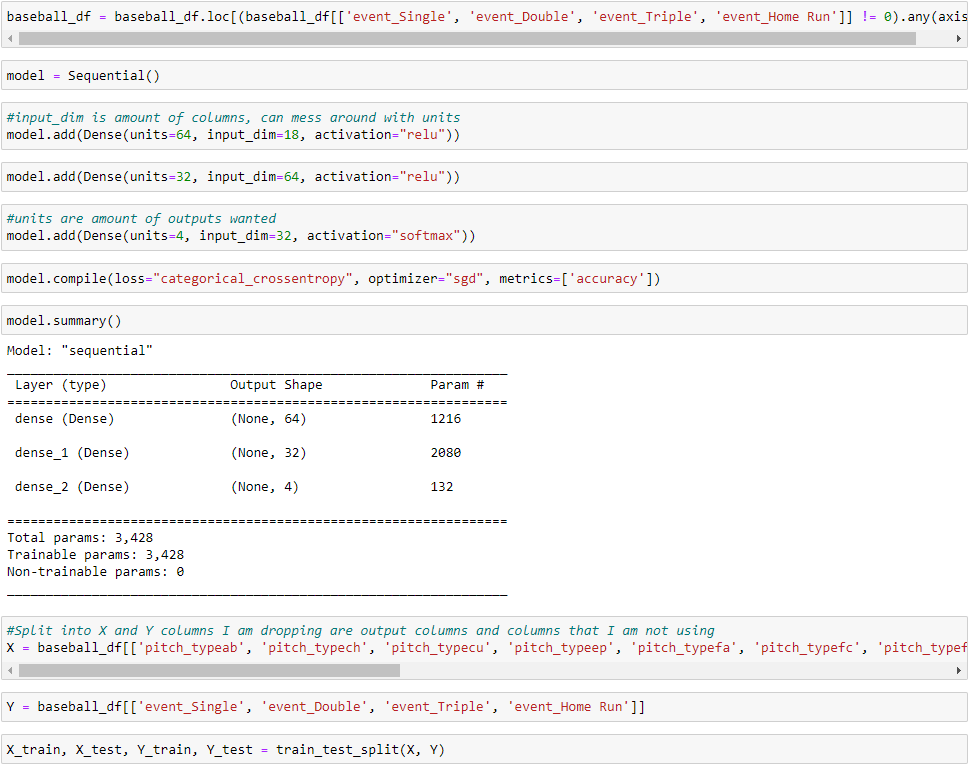 baseball_df = baseball_df.loc[(baseball_df[['event_Single', 'event_Double', 'event_Triple', 'event_Home Run']] != 0).any(axis
model = Sequential()
#input_dim is amount of columns, can mess around with units
model.add(Dense(units=64, input_dim=18, activation="relu"))
model.add(Dense(units=32, input_dim=64, activation="relu"))
#units are amount of outputs wanted
model.add(Dense(units=4, input_dim=32, activation="softmax"))
model.compile(loss="categorical_crossentropy", optimizer="sgd", metrics=['accuracy'])
model.summary()
Model: "sequential"
Layer (type) Output Shape Param #
dense (Dense) (None, 64) 1216
dense_1 (Dense) (None, 32) 2080
dense_2 (Dense) (None, 4) 132
Total params: 3,428
Trainable params: 3,428
Non-trainable params: 0
#Split into X and Y columns I am dropping are output columns and columns that I am not using
X = baseball_df[['pitch_typeab', 'pitch_typech', 'pitch_typecu', 'pitch_typeep', 'pitch_typefa', 'pitch_typefc', 'pitch_typef
Y = baseball_df[['event_Single', 'event_Double', 'event_Triple', 'event_Home Run']]
X_train, X_test, Y_train, Y_test = train_test_split(X, Y)